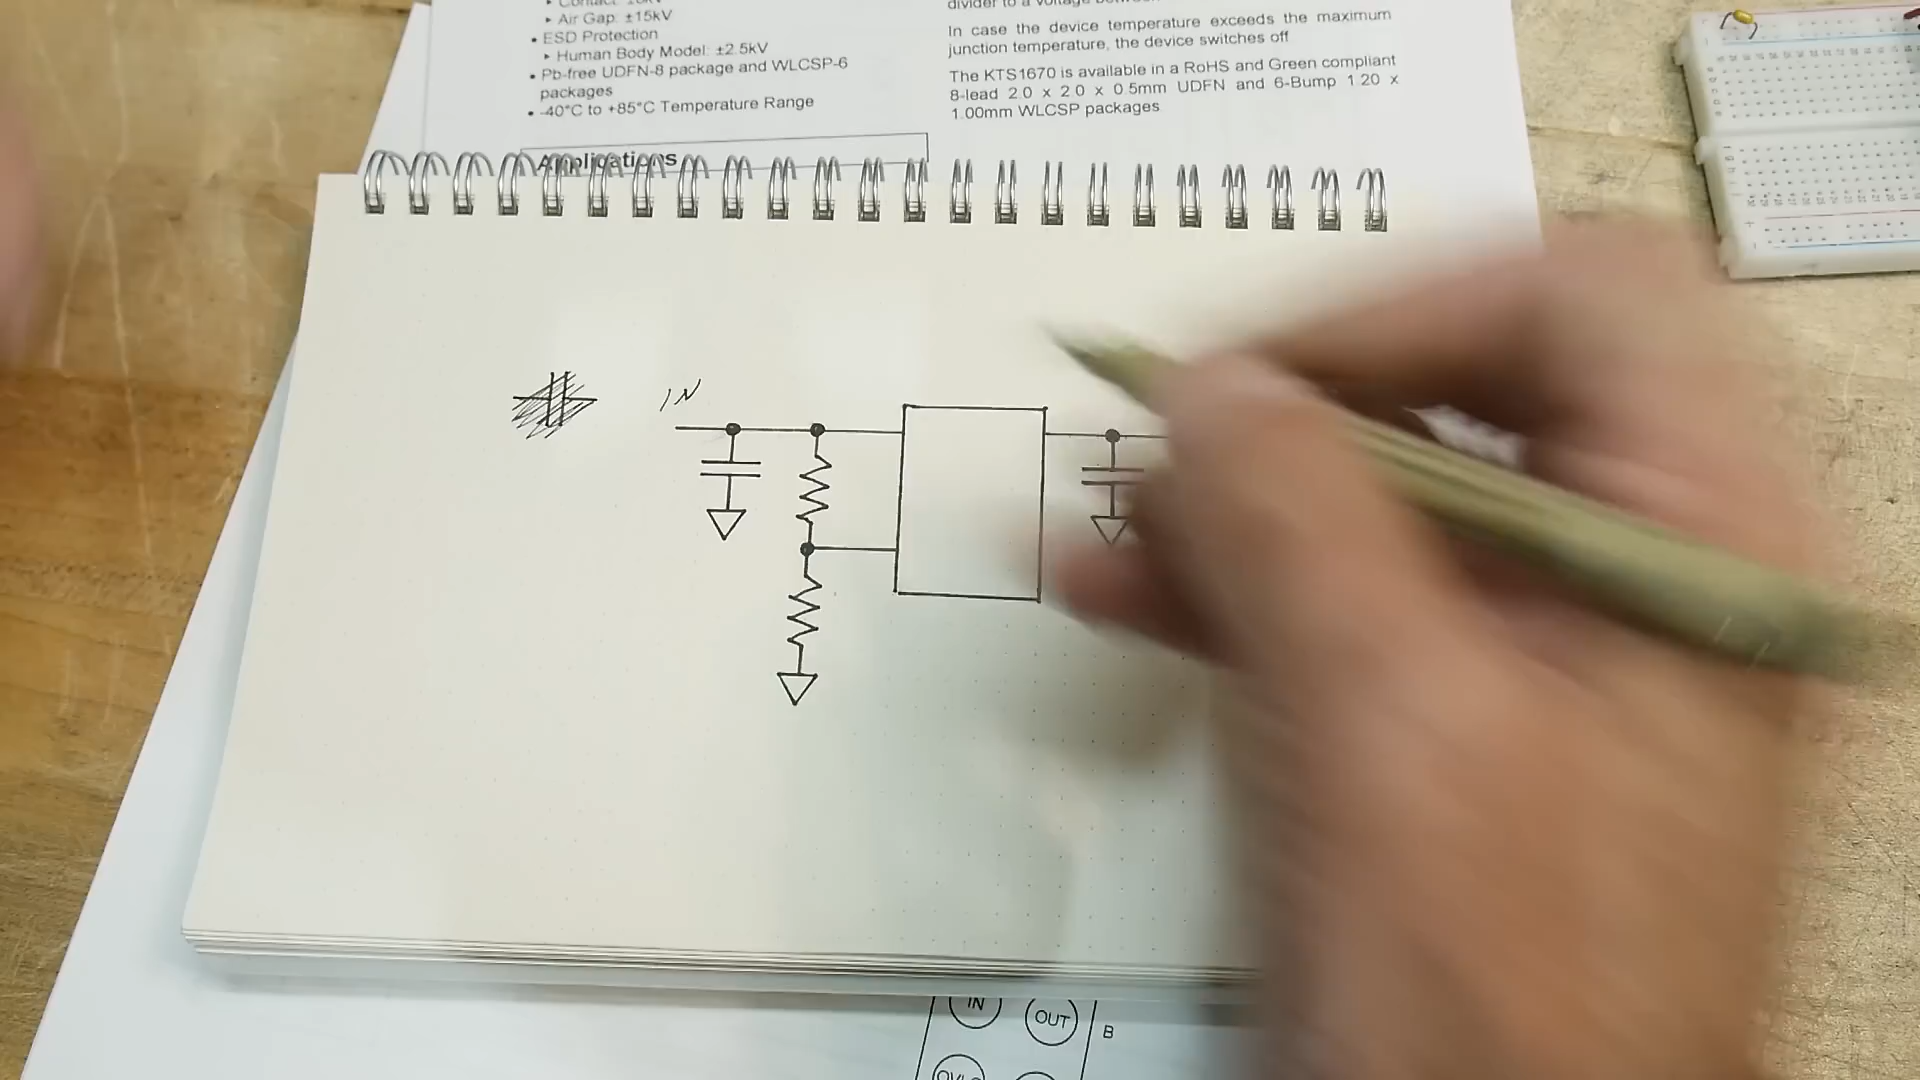 ▸ Air Gap: ±15kV
• ESD Protection
▸ Human Body Model: ±2.5kV
• Pb-free UDFN-8 package and WLCSP-6
packages
• -40°C to +85°C Temperature Range
Applications
divider to a voltage
In case the device temperature exceeds the maximum
junction temperature, the device switches off
The KTS1670 is available in a RoHS and Green compliant
8-lead 2.0 x 2.0 x 0.5mm UDFN and 6-Bump 1.20 x
1.00mm WLCSP packages
IN
IN
OUT
B